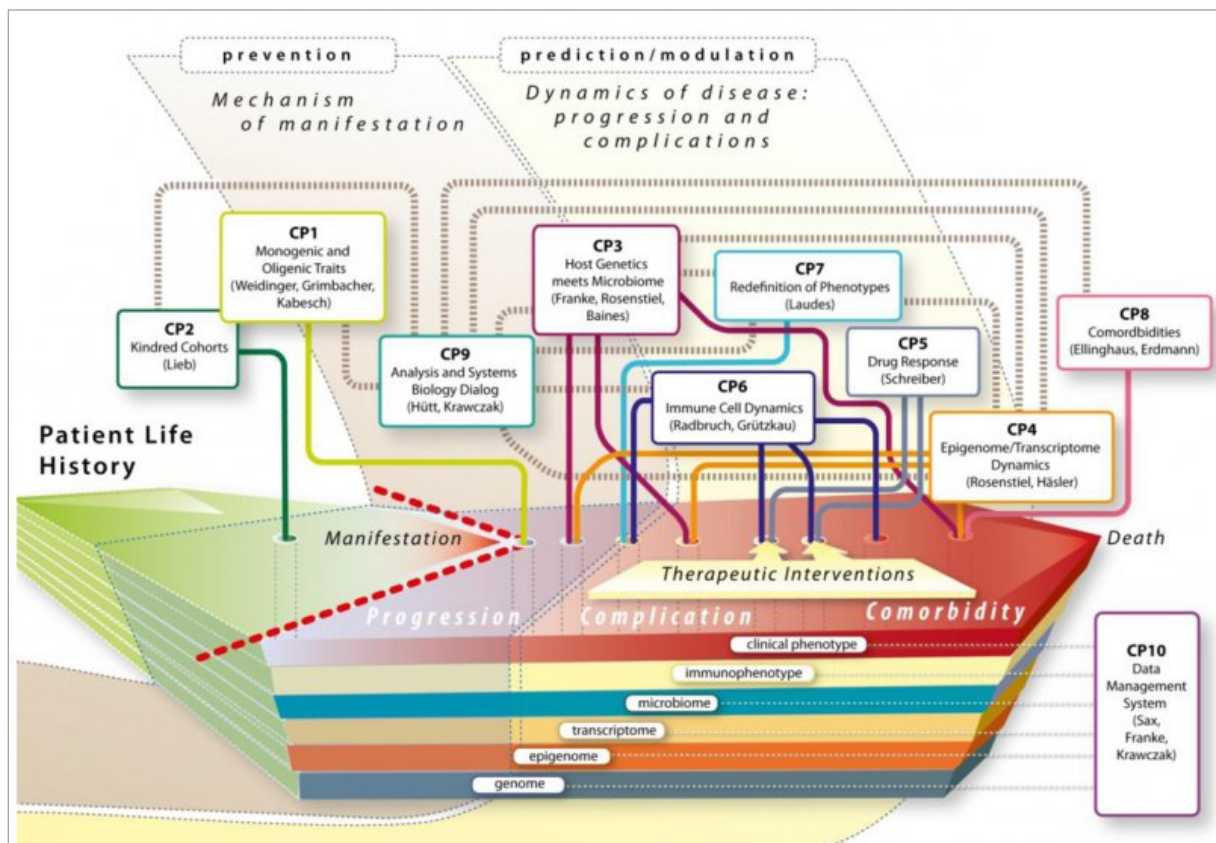 prevention
prediction/modulation
Mechanism
of manifestation
Dynamics of disease:
progression and
complications
CP1
Monogenic and
Oligenic Traits
(Weidinger, Grimbacher,
Kabesch)
CP3
Host Genetics
meets Microbiome
(Franke, Rosenstiel,
Baines)
CP7
Redefinition of Phenotypes
(Laudes)
CP8
Comordbidities
(Ellinghaus, Erdmann)
CP2
Kindred Cohorts
(Lieb)
CP9
Analysis and Systems
Biology Dialog
(Hütt, Krawczak)
CP5
Drug Response
(Schreiber)
CP6
Immune Cell Dynamics
(Radbruch, Grützkau)
CP4
Epigenome/Transcriptome
Dynamics
(Rosenstiel, Häsler)
Patient Life
History
Manifestation
Death
Therapeutic Interventions
Progression
Complication
Comorbidity
clinical phenotype
immunophenotype
microbiome
transcriptome
epigenome
genome
CP10
Data
Management
System
(Sax,
Franke,
Krawczak)